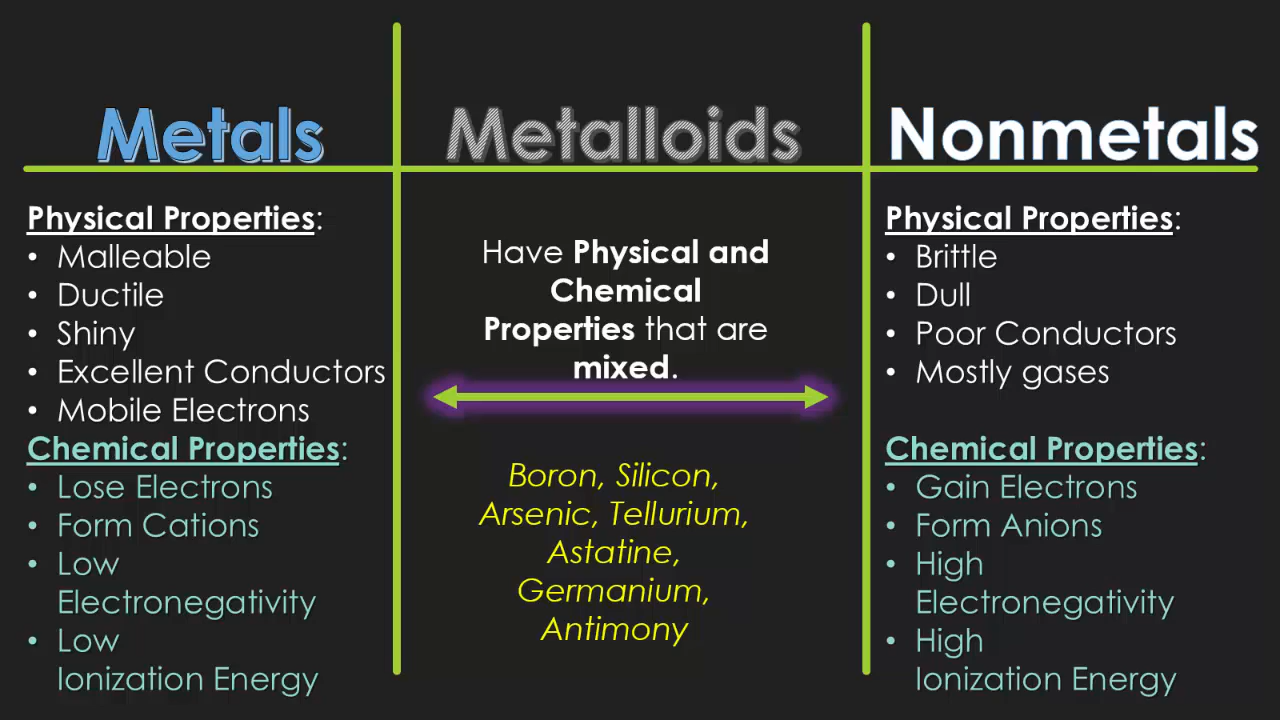 Metals
Physical Properties:
• Malleable
• Ductile
• Shiny
• Excellent Conductors
• Mobile Electrons
Chemical Properties:
• Lose Electrons
• Form Cations
• Low
Electronegativity
• Low
Ionization Energy
Metalloids
Have Physical and
Chemical
Properties that are
mixed.
Boron, Silicon,
Arsenic, Tellurium,
Astatine,
Germanium,
Antimony
Nonmetals
Physical Properties:
• Brittle
• Dull
• Poor Conductors
• Mostly gases
Chemical Properties:
• Gain Electrons
• Form Anions
• High
Electronegativity
• High
Ionization Energy